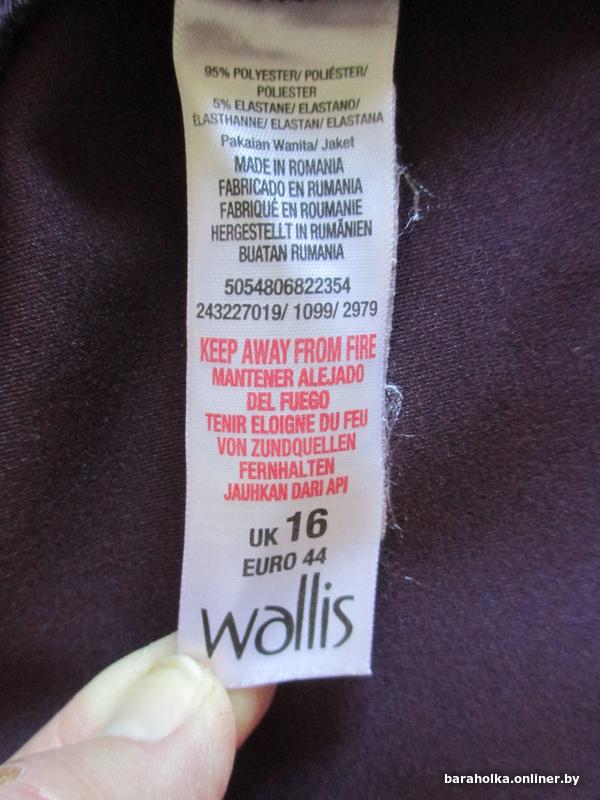 95% POLYESTER/ POLIÉSTER/
POLIESTER
5% ELASTANE/ ELASTANO/
ÉLASTHANNE/ ELASTAN/ ELASTANA
Pakaian Wanita/ Jaket
MADE IN ROMANIA
FABRICADO EN RUMANIA
FABRIQUÉ EN ROUMANIE
HERGESTELLT IN RUMÄNIEN
BUATAN RUMANIA
5054806822354
243227019/ 1099/ 2979
KEEP AWAY FROM FIRE
MANTENER ALEJADO
DEL FUEGO
TENIR ELOIGNE DU FEU
VON ZUNDQUELLEN
FERNHALTEN
JAUHKAN DARI API
UK 16
EURO 44
wallis
baraholka.onliner.by